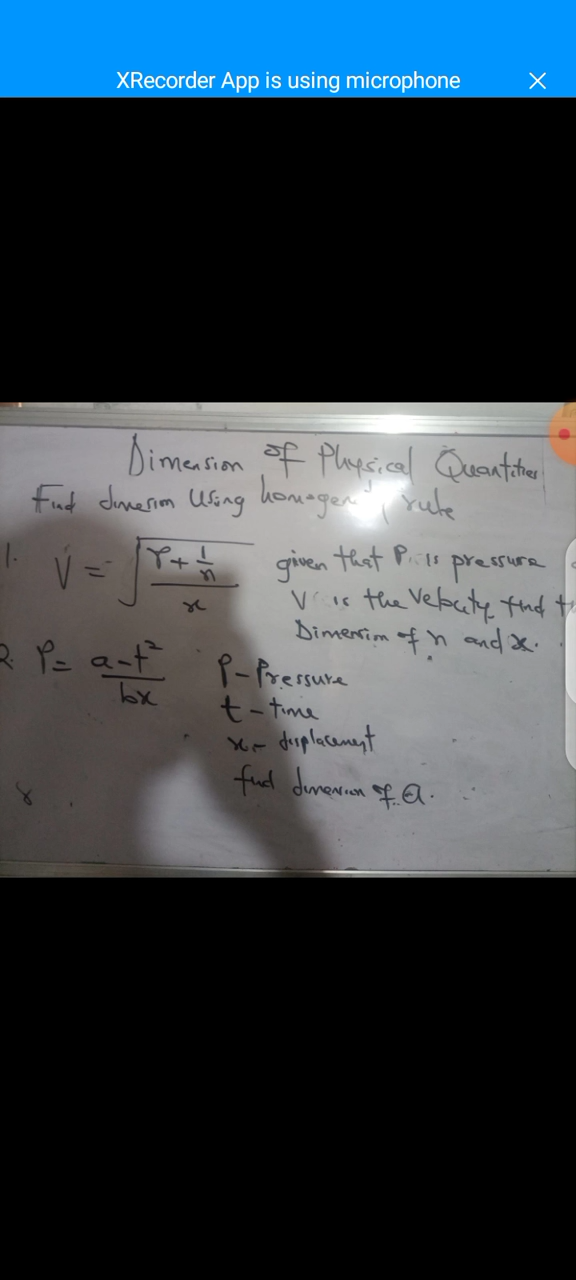 XRecorder App is using microphone
Dimension of Physical Quantities
Find dimension Using homogeneity rule
1. V = √((P + 1/n)/x) given that P. is pressure
V is the Velocity find
Dimension of n and x.
2. P = (a - t²)/(bx) P - Pressure
t - time
x - displacement
find dimension of a.